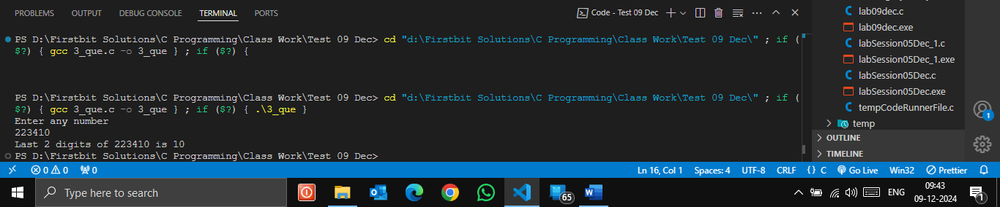 PROBLEMS OUTPUT DEBUG CONSOLE TERMINAL PORTS
Code - Test 09 Dec
PS D:\Firstbit Solutions\C Programming\Class Work\Test 09 Dec> cd "d:\Firstbit Solutions\C Programming\Class Work\Test 09 Dec\" ; if (
$?) { gcc 3_que.c -o 3_que } ; if ($?) {
PS D:\Firstbit Solutions\C Programming\Class Work\Test 09 Dec> cd "d:\Firstbit Solutions\C Programming\Class Work\Test 09 Dec\" ; if (
$?) { gcc 3_que.c -o 3_que } ; if ($?) { .\3_que }
Enter any number
223410
Last 2 digits of 223410 is 10
PS D:\Firstbit Solutions\C Programming\Class Work\Test 09 Dec>
C lab09dec.c
lab09dec.exe
C labSession05Dec_1.c
labSession05Dec_1.exe
C labSession05Dec.c
labSession05Dec.exe
C tempCodeRunnerFile.c
temp
OUTLINE
TIMELINE
1
0 0 0 Ln 16, Col 1 Spaces: 4 UTF-8 CRLF {} C Go Live Win32 Prettier
Type here to search
65
W
ENG
09:43
09-12-2024
1